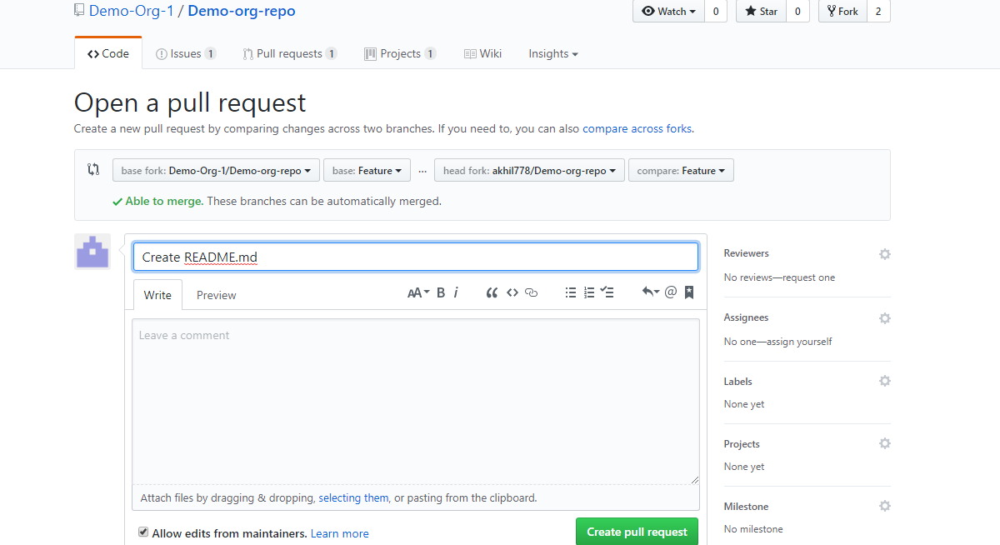 Demo-Org-1 / Demo-org-repo Watch 0 Star 0 Fork 2
Code Issues 1 Pull requests 1 Projects 1 Wiki Insights
Open a pull request
Create a new pull request by comparing changes across two branches. If you need to, you can also compare across forks.
base fork: Demo-Org-1/Demo-org-repo base: Feature ... head fork: akhil778/Demo-org-repo compare: Feature
Able to merge. These branches can be automatically merged.
Create README.md
Write Preview AA B i
Leave a comment
Attach files by dragging & dropping, selecting them, or pasting from the clipboard.
Allow edits from maintainers. Learn more Create pull request
Reviewers
No reviews—request one
Assignees
No one—assign yourself
Labels
None yet
Projects
None yet
Milestone
No milestone